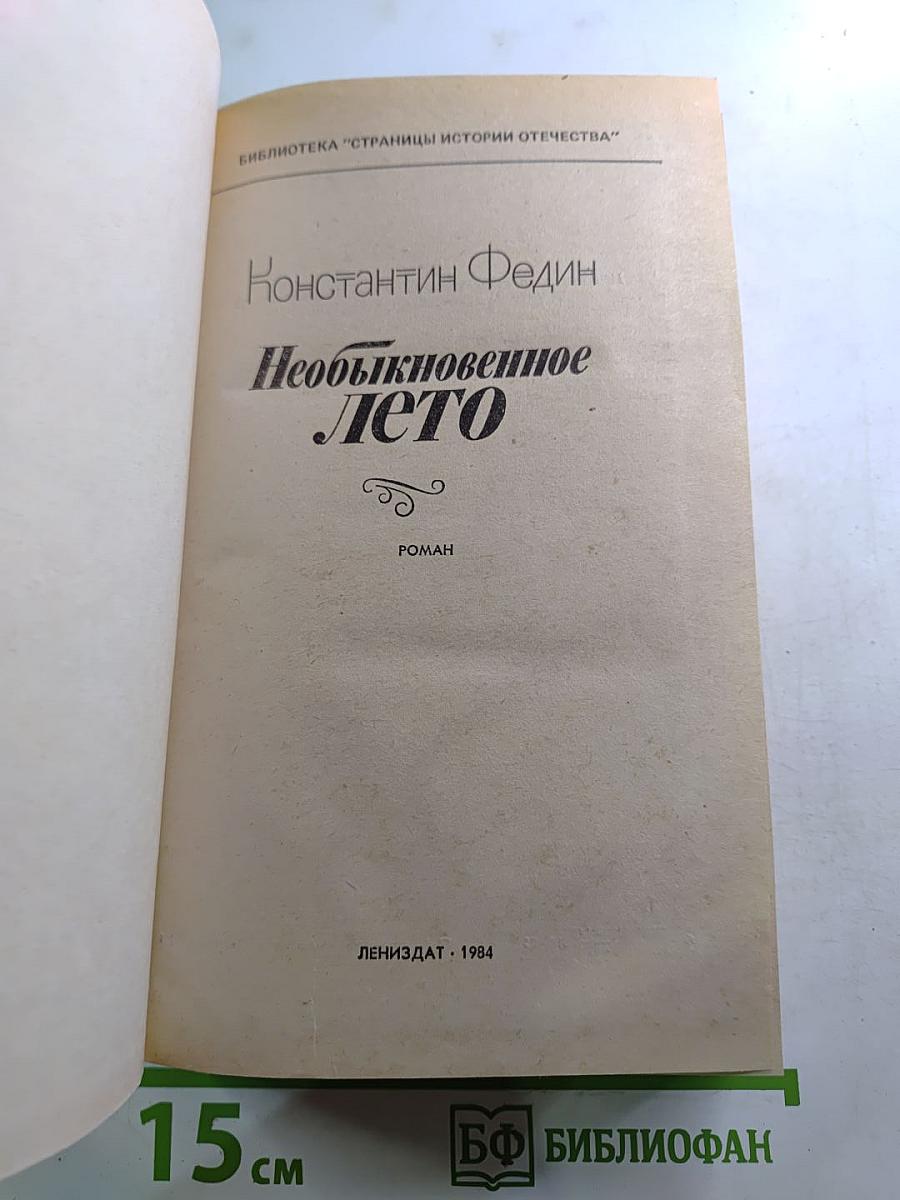 БИБЛИОТЕКА "СТРАНИЦЫ ИСТОРИИ ОТЕЧЕСТВА"
Константин Федин
Необыкновенное
лето
РОМАН
ЛЕНИЗДАТ · 1984
15 см
БФ БИБЛИОФАН